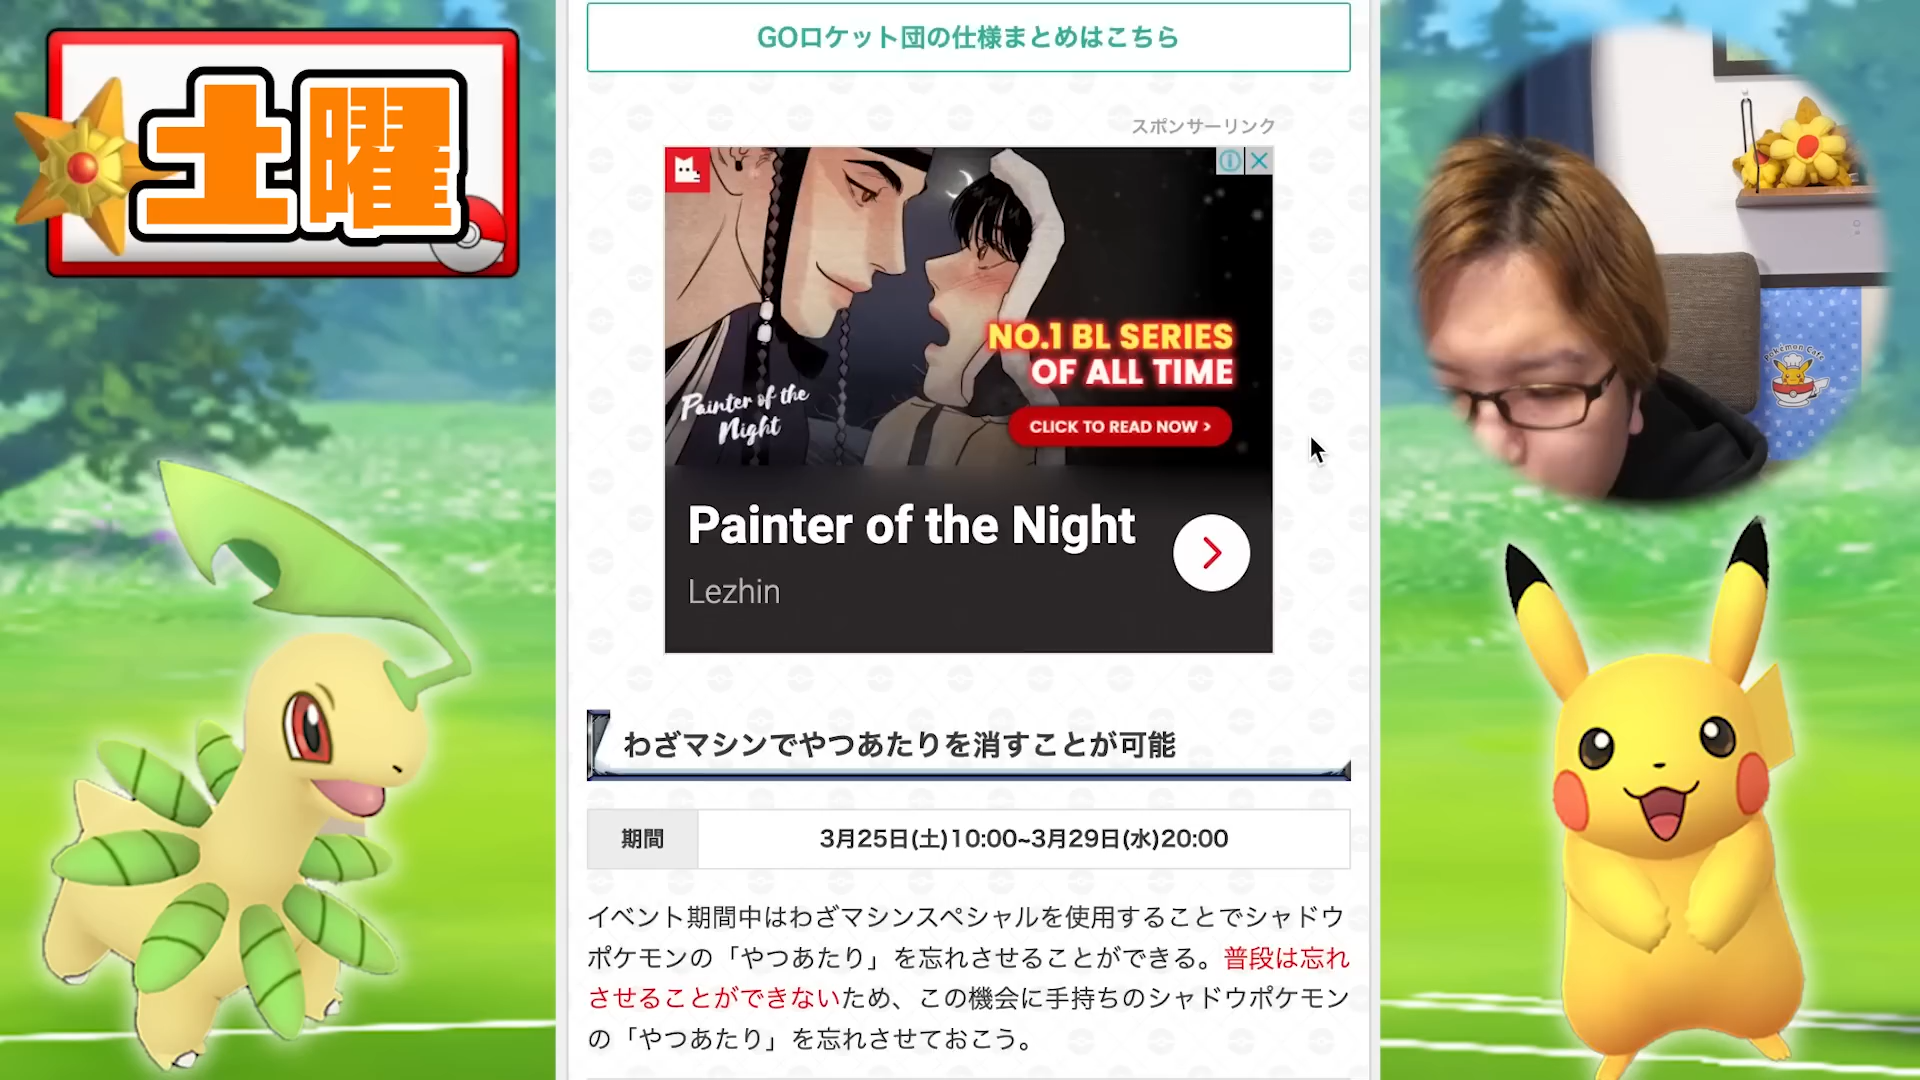 土曜
GOロケット団の仕様まとめはこちら
スポンサーリンク
NO.1 BL SERIES
OF ALL TIME
Painter of the
Night
CLICK TO READ NOW >
Painter of the Night
Lezhin
わざマシンでやつあたりを消すことが可能
期間
3月25日(土)10:00~3月29日(水)20:00
イベント期間中はわざマシンスペシャルを使用することでシャドウ
ポケモンの「やつあたり」を忘れさせることができる。普段は忘れ
させることができないため、この機会に手持ちのシャドウポケモン
の「やつあたり」を忘れさせておこう。
Pokémon Cafe